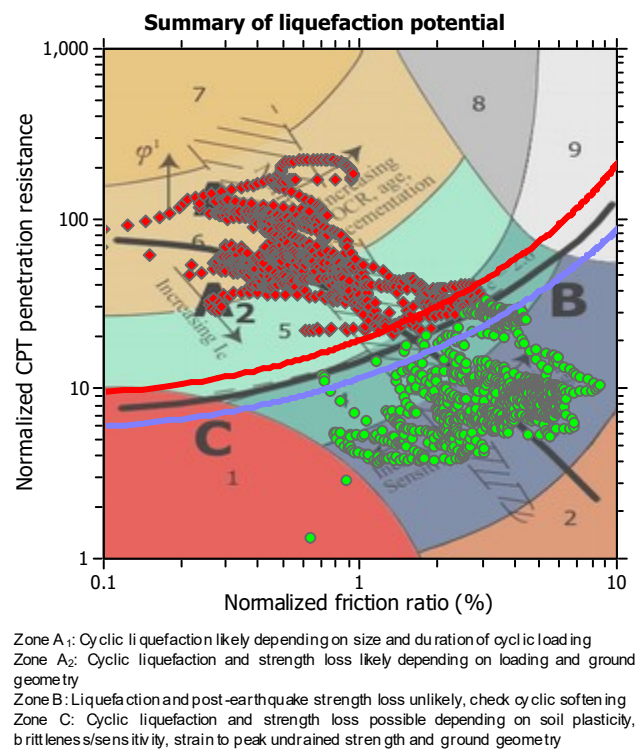 Summary of liquefaction potential
1,000
7
8
9
φ'
Increasing
OCR, age,
cementation
100
A
6
A2
B
Increasing Ic
5
10
C
1
Sensitivity
2
1
0.1
1
10
Normalized CPT penetration resistance
Normalized friction ratio (%)
Zone A1: Cyclic liquefaction likely depending on size and duration of cyclic loading
Zone A2: Cyclic liquefaction and strength loss likely depending on loading and ground
geometry
Zone B: Liquefaction and post-earthquake strength loss unlikely, check cyclic softening
Zone C: Cyclic liquefaction and strength loss possible depending on soil plasticity,
brittleness/sensitivity, strain to peak undrained strength and ground geometry